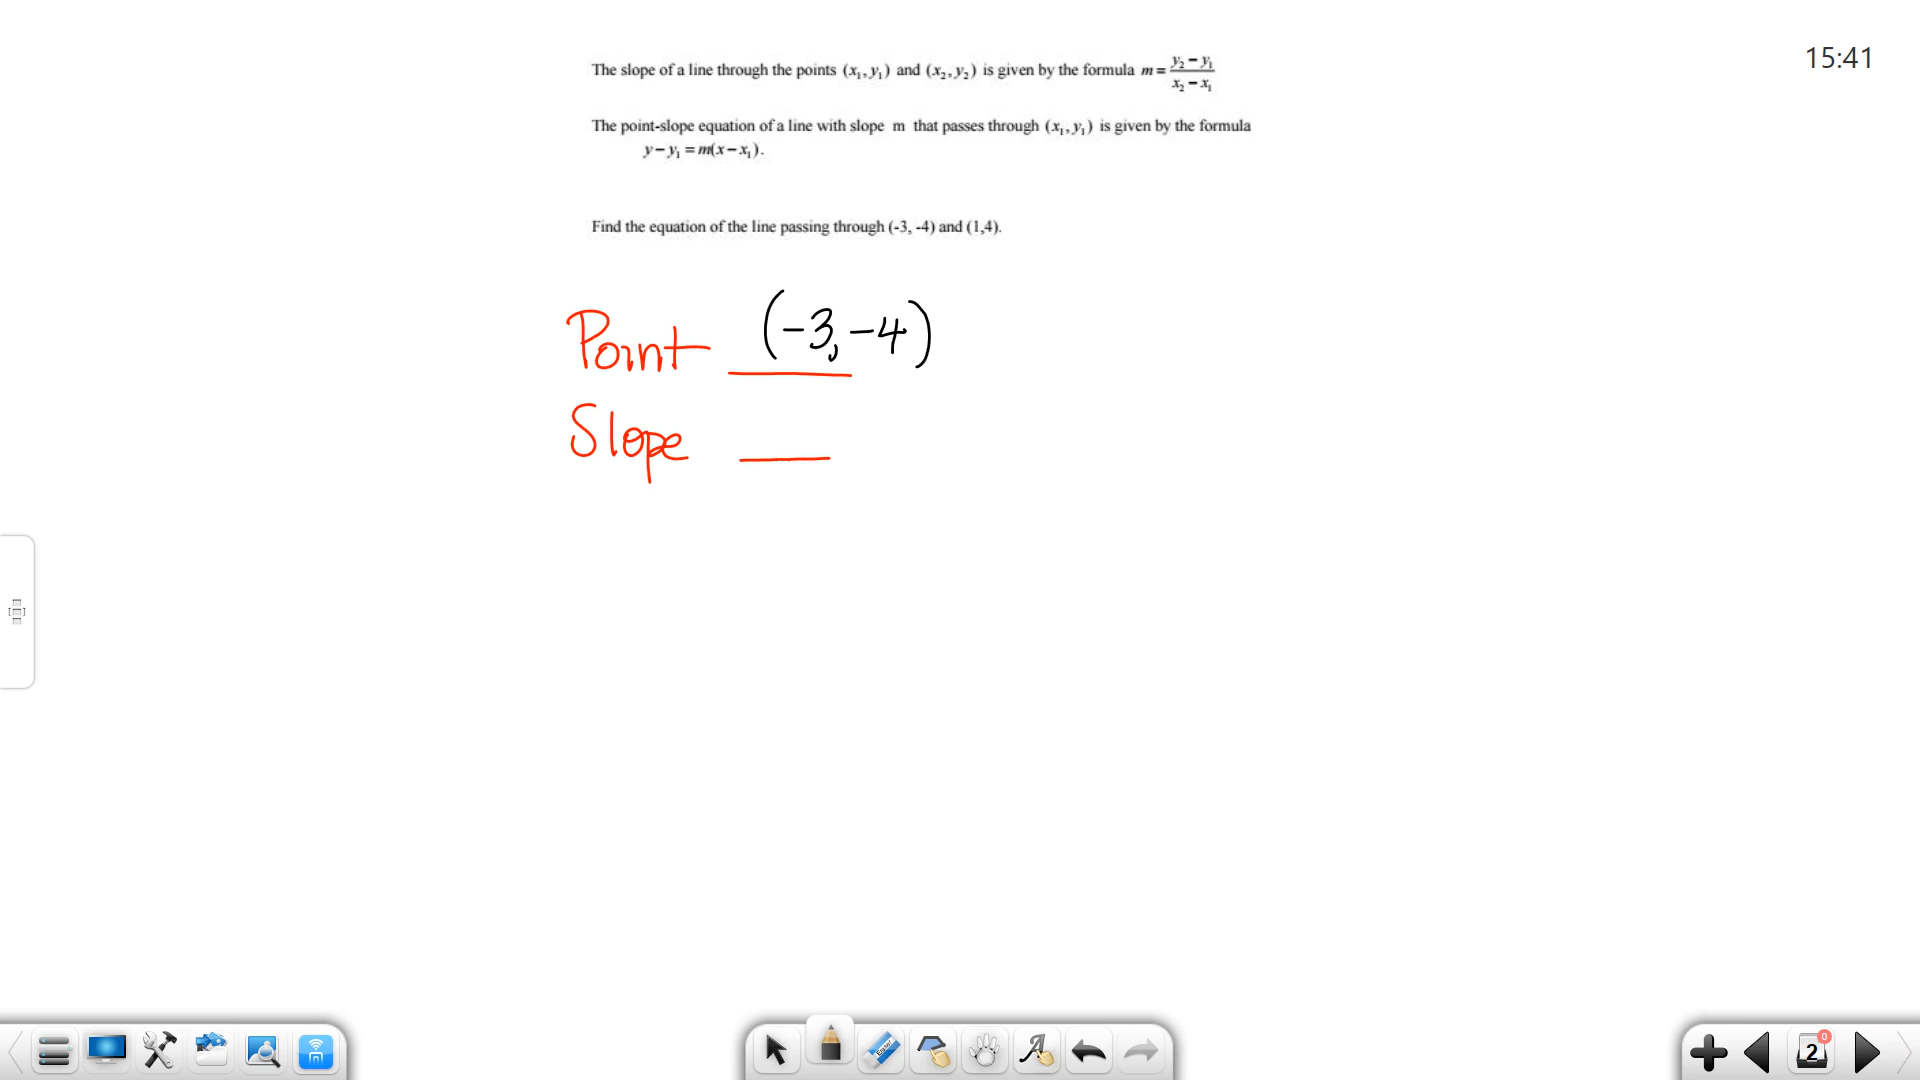 15:41
The slope of a line through the points (x₁, y₁) and (x₂, y₂) is given by the formula m = (y₂ − y₁)/(x₂ − x₁)
The point-slope equation of a line with slope m that passes through (x₁, y₁) is given by the formula
y − y₁ = m(x − x₁).
Find the equation of the line passing through (-3, -4) and (1,4).
Point (-3, -4)
Slope
Eraser
A
2
0